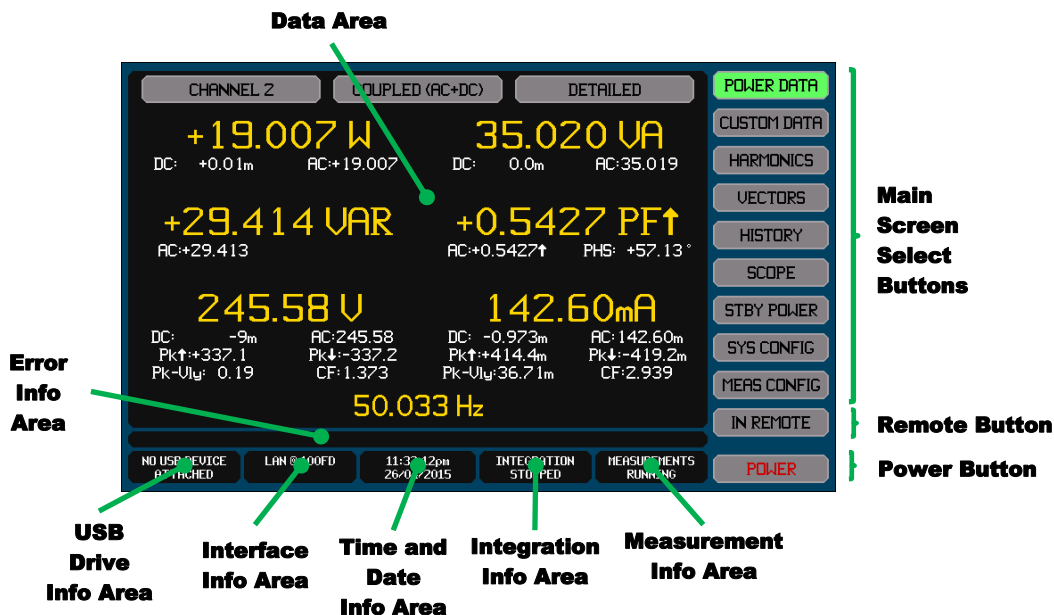 Data Area
CHANNEL 2 COUPLED (AC+DC) DETAILED
+19.007 W 35.020 VA
DC: +0.01m AC:+19.007 DC: 0.0m AC:35.019
+29.414 VAR +0.5427 PF↑
AC:+29.413 AC:+0.5427↑ PHS: +57.13°
245.58 V 142.60mA
DC: -9m AC:245.58 DC: -0.973m AC:142.60m
Pk↑:+337.1 Pk↓:-337.2 Pk↑:+414.4m Pk↓:-419.2m
Pk-Vly: 0.19 CF:1.373 Pk-Vly:36.71m CF:2.939
50.033 Hz
NO USB DEVICE
ATTACHED
LAN @ 100FD
2015
INTEGRATION
STOPPED
MEASUREMENTS
RUNNING
POWER DATA
CUSTOM DATA
HARMONICS
VECTORS
HISTORY
SCOPE
STBY POWER
SYS CONFIG
MEAS CONFIG
IN REMOTE
POWER
Main
Screen
Select
Buttons
Remote Button
Power Button
Error
Info
Area
USB
Drive
Info Area
Interface
Info Area
Time and
Date
Info Area
Integration
Info Area
Measurement
Info Area